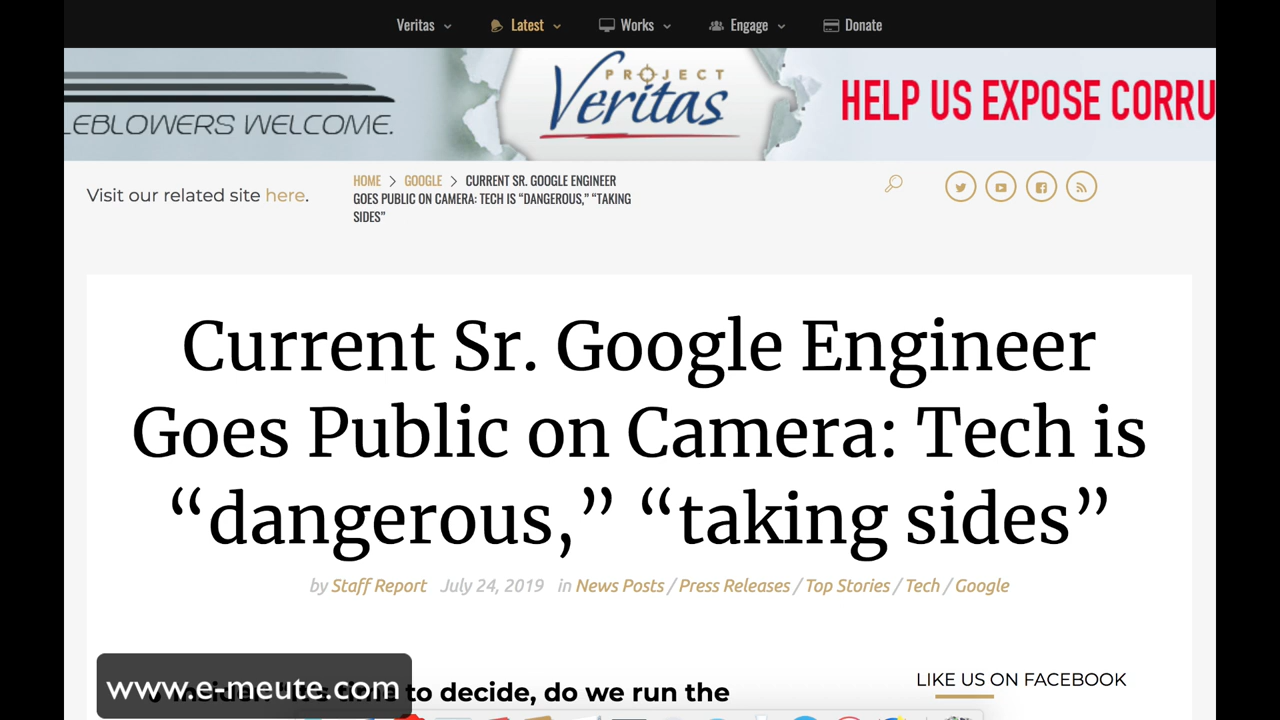 Veritas Latest Works Engage Donate
LEBLOWERS WELCOME.
PROJECT
Veritas
HELP US EXPOSE CORRU
Visit our related site here.
HOME > GOOGLE > CURRENT SR. GOOGLE ENGINEER
GOES PUBLIC ON CAMERA: TECH IS “DANGEROUS,” “TAKING
SIDES”
Current Sr. Google Engineer
Goes Public on Camera: Tech is
“dangerous,” “taking sides”
by Staff Report July 24, 2019 in News Posts / Press Releases / Top Stories / Tech / Google
www.e-meute.com
to decide, do we run the
LIKE US ON FACEBOOK